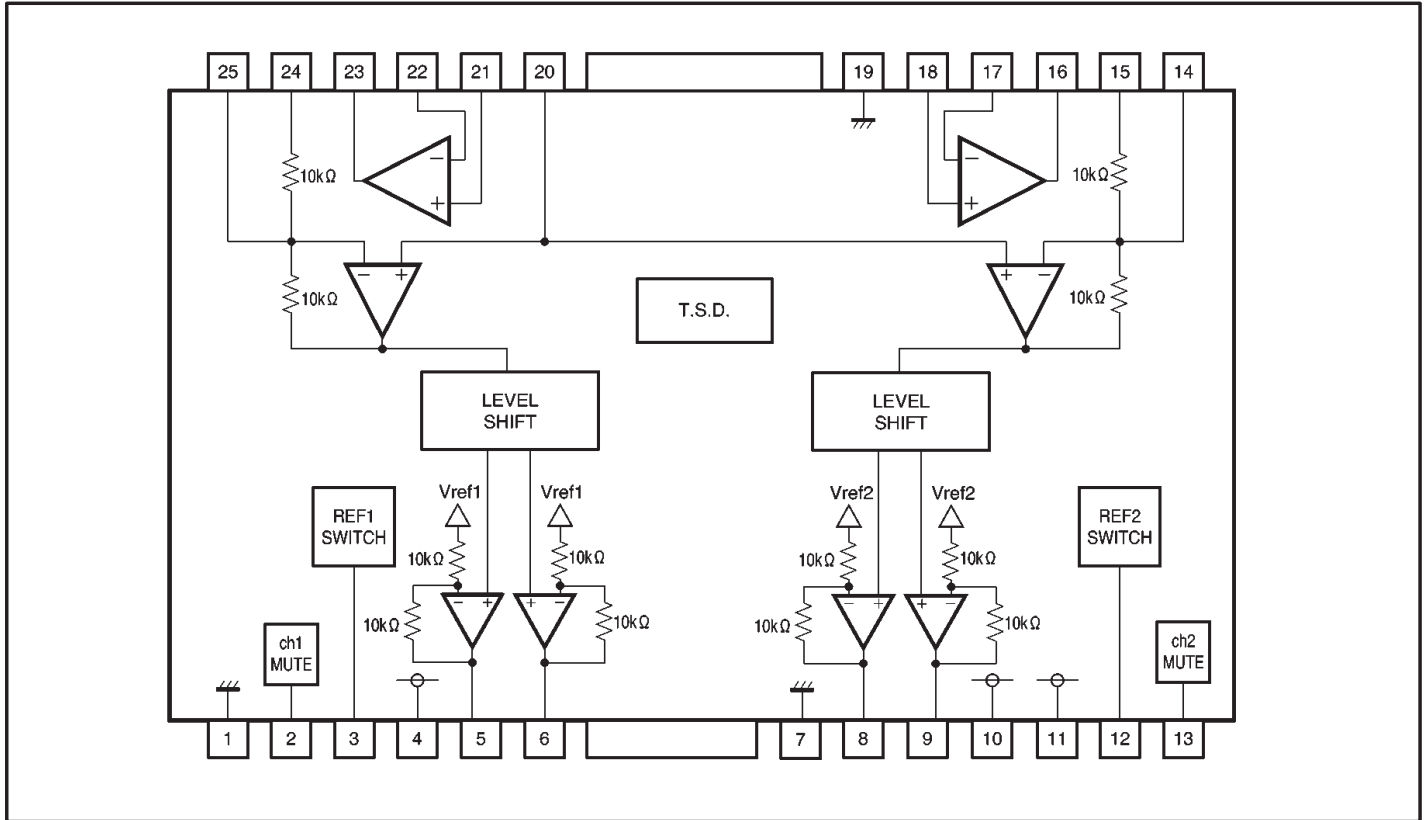 25 24 23 22 21 20 19 18 17 16 15 14
− −
10kΩ 10kΩ
+ +
− + + −
10kΩ 10kΩ
T.S.D.
LEVEL
SHIFT
LEVEL
SHIFT
Vref1 Vref1 Vref2 Vref2
REF1
SWITCH
REF2
SWITCH
10kΩ 10kΩ 10kΩ 10kΩ
− + + − − + + −
10kΩ 10kΩ 10kΩ 10kΩ
ch1
MUTE
ch2
MUTE
1 2 3 4 5 6 7 8 9 10 11 12 13